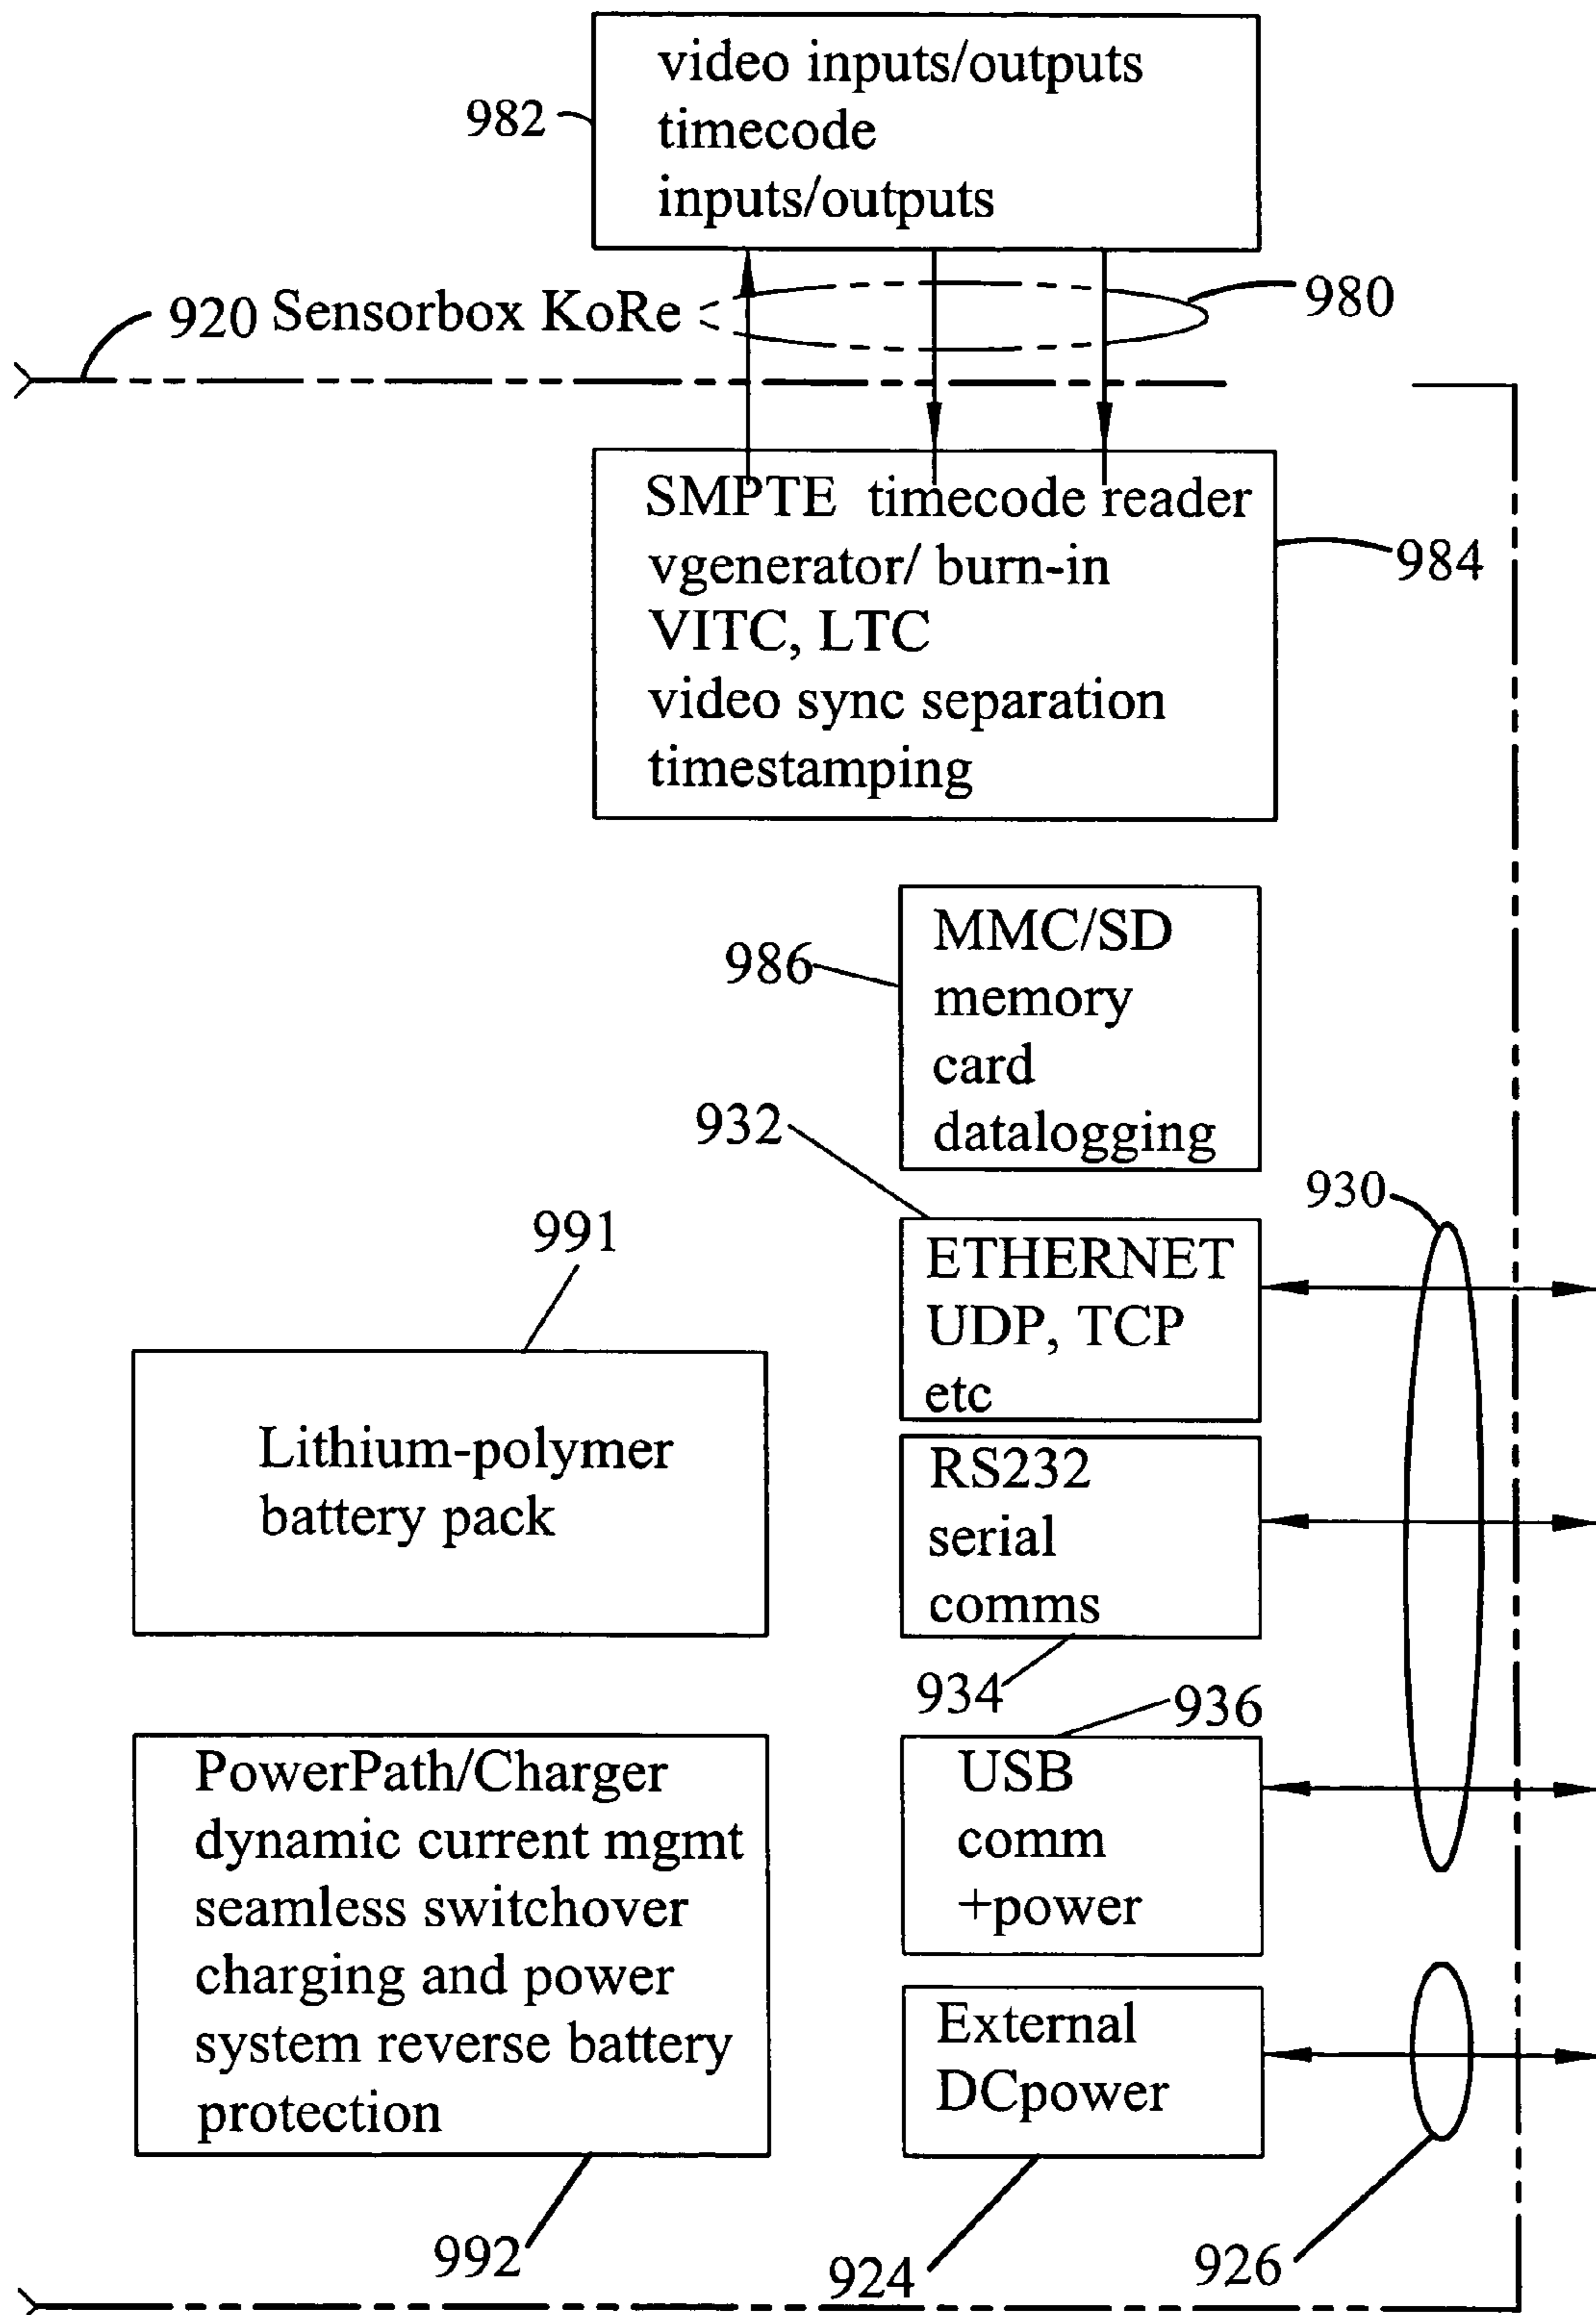 video inputs/outputs
timecode
inputs/outputs
982
980
920 Sensorbox KoRe
SMPTE timecode reader
vgenerator/ burn-in
VITC, LTC
video sync separation
timestamping
984
MMC/SD
memory
card
datalogging
986
932
930
991
ETHERNET
UDP, TCP
etc
Lithium-polymer
battery pack
RS232
serial
comms
934
936
PowerPath/Charger
dynamic current mgmt
seamless switchover
charging and power
system reverse battery
protection
USB
comm
+power
External
DCpower
992
924
926